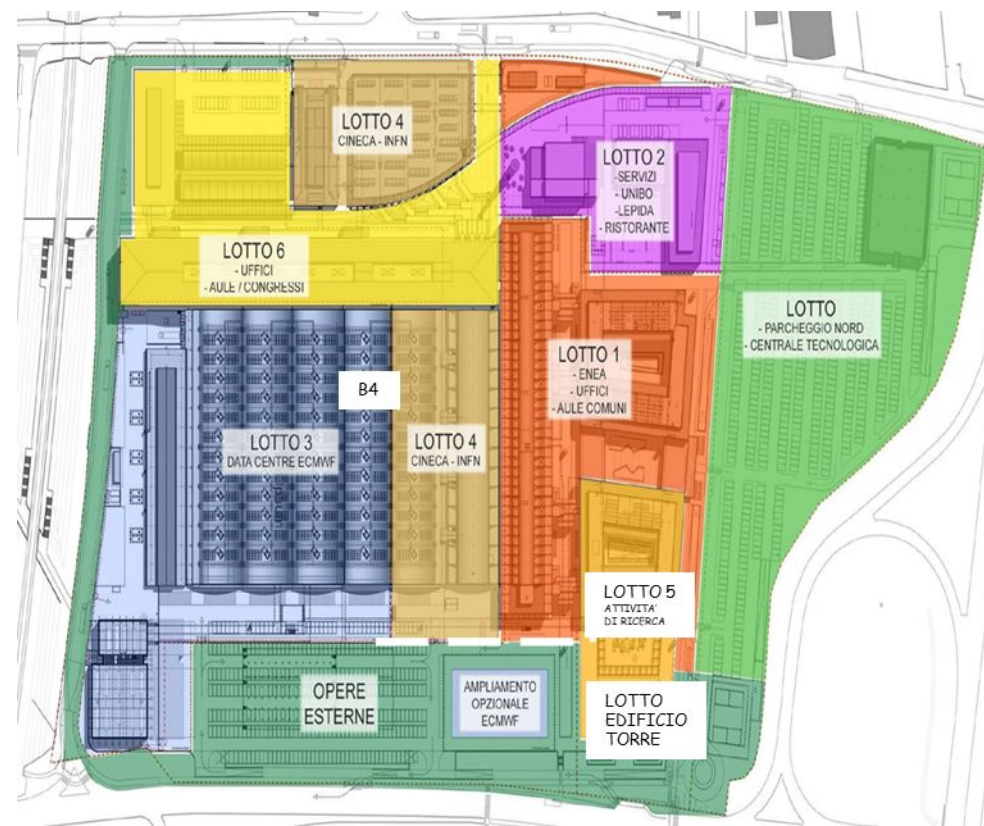 LOTTO 4
CINECA - INFN
LOTTO 2
-SERVIZI
- UNIBO
-LEPIDA
- RISTORANTE
LOTTO 6
- UFFICI
- AULE / CONGRESSI
LOTTO
- PARCHEGGIO NORD
- CENTRALE TECNOLOGICA
LOTTO 1
- ENEA
- UFFICI
- AULE COMUNI
B4
LOTTO 3
DATA CENTRE ECMWF
LOTTO 4
CINECA - INFN
LOTTO 5
ATTIVITA'
DI RICERCA
OPERE
ESTERNE
AMPLIAMENTO
OPZIONALE
ECMWF
LOTTO
EDIFICIO
TORRE